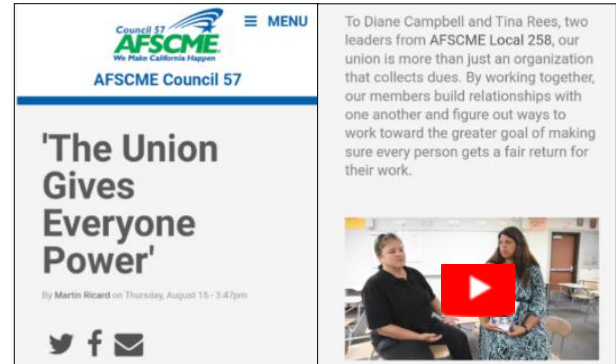 Council 57
AFSCME
We Make California Happen
≡ MENU
AFSCME Council 57
'The Union
Gives
Everyone
Power'
By Martin Ricard on Thursday, August 15 - 3:47pm
To Diane Campbell and Tina Rees, two
leaders from AFSCME Local 258, our
union is more than just an organization
that collects dues. By working together,
our members build relationships with
one another and figure out ways to
work toward the greater goal of making
sure every person gets a fair return for
their work.